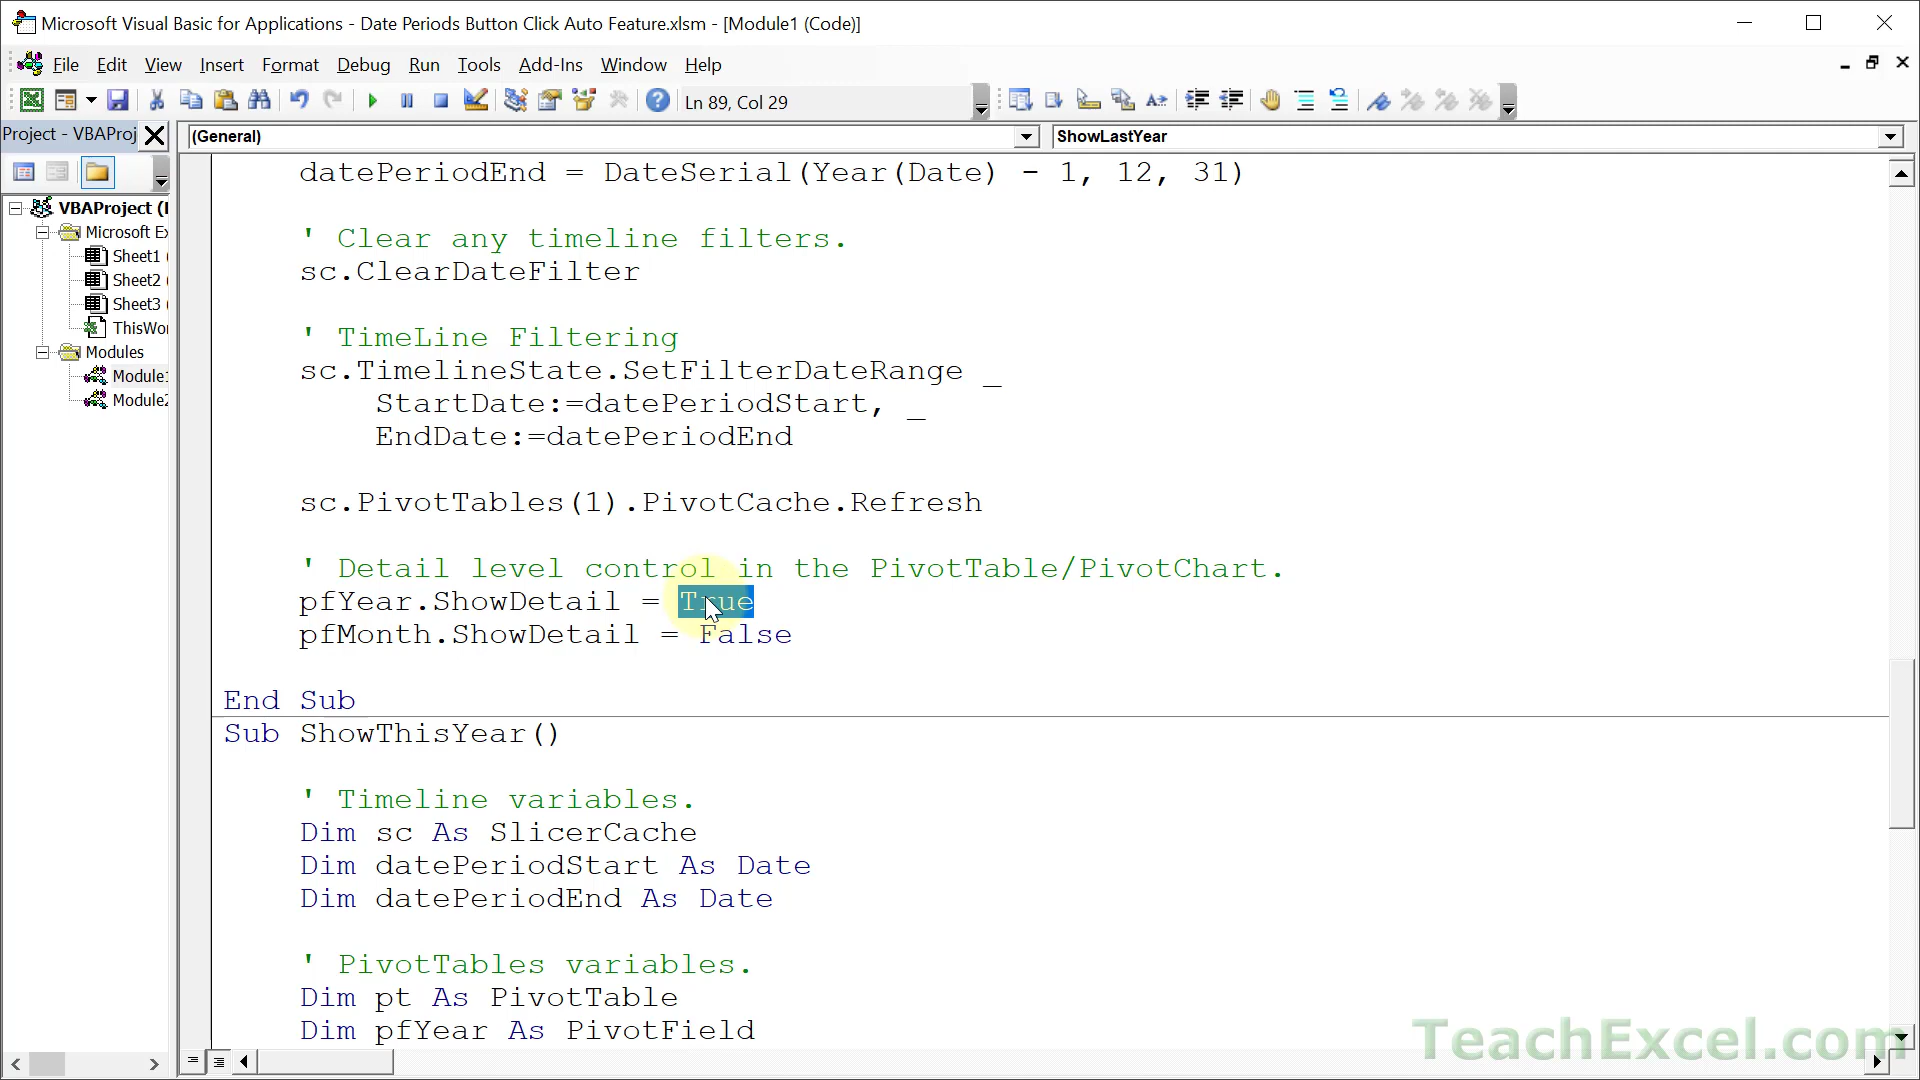 Microsoft Visual Basic for Applications - Date Periods Button Click Auto Feature.xlsm - [Module1 (Code)]
File Edit View Insert Format Debug Run Tools Add-Ins Window Help
Ln 89, Col 29
Project - VBAProj
(General)
ShowLastYear
VBAProject (
Microsoft Ex
Sheet1 (
Sheet2 (
Sheet3 (
ThisWo
Modules
Module1
Module2
datePeriodEnd = DateSerial(Year(Date) - 1, 12, 31)
' Clear any timeline filters.
sc.ClearDateFilter
' TimeLine Filtering
sc.TimelineState.SetFilterDateRange _
StartDate:=datePeriodStart, _
EndDate:=datePeriodEnd
sc.PivotTables(1).PivotCache.Refresh
' Detail level control in the PivotTable/PivotChart.
pfYear.ShowDetail = True
pfMonth.ShowDetail = False
End Sub
Sub ShowThisYear()
' Timeline variables.
Dim sc As SlicerCache
Dim datePeriodStart As Date
Dim datePeriodEnd As Date
' PivotTables variables.
Dim pt As PivotTable
Dim pfYear As PivotField
TeachExcel.com